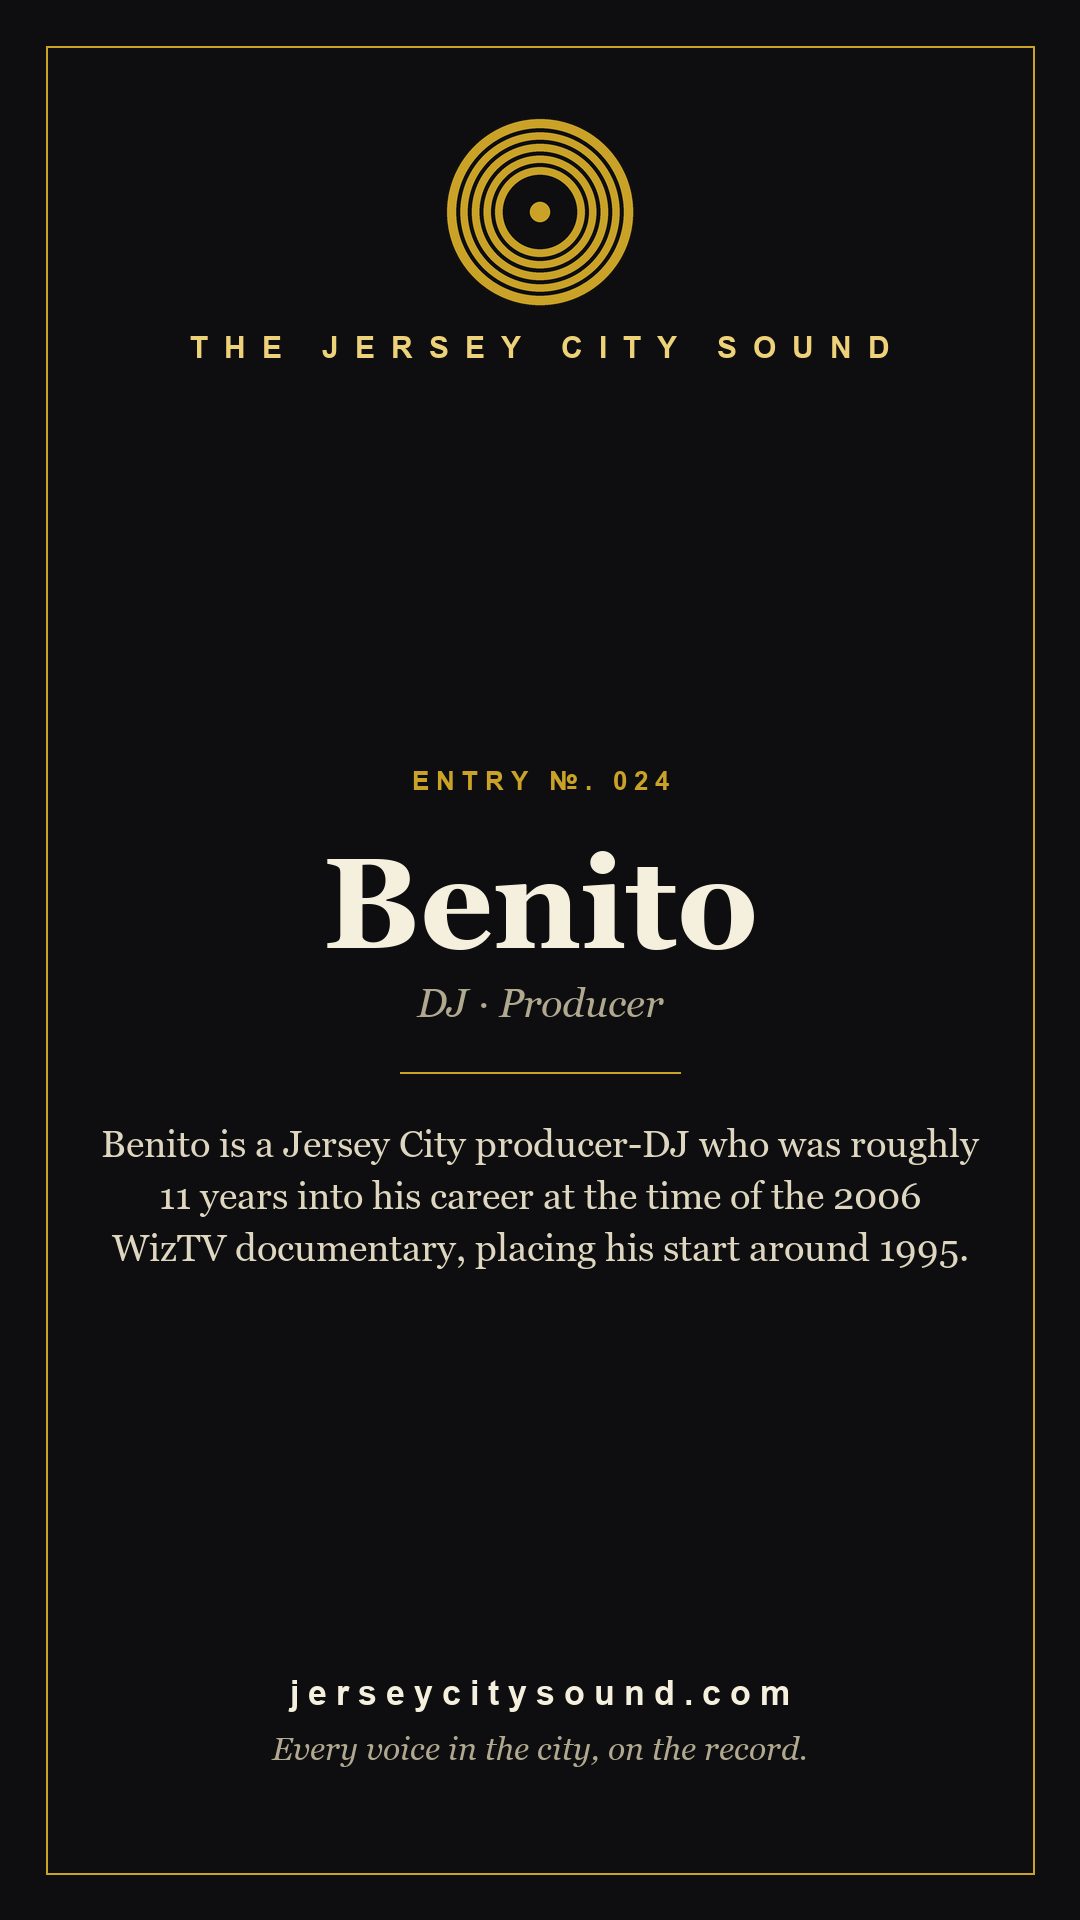 THE JERSEY CITY SOUND
ENTRY №. 024
Benito
DJ · Producer
Benito is a Jersey City producer-DJ who was roughly
11 years into his career at the time of the 2006
WizTV documentary, placing his start around 1995.
jerseycitysound.com
Every voice in the city, on the record.